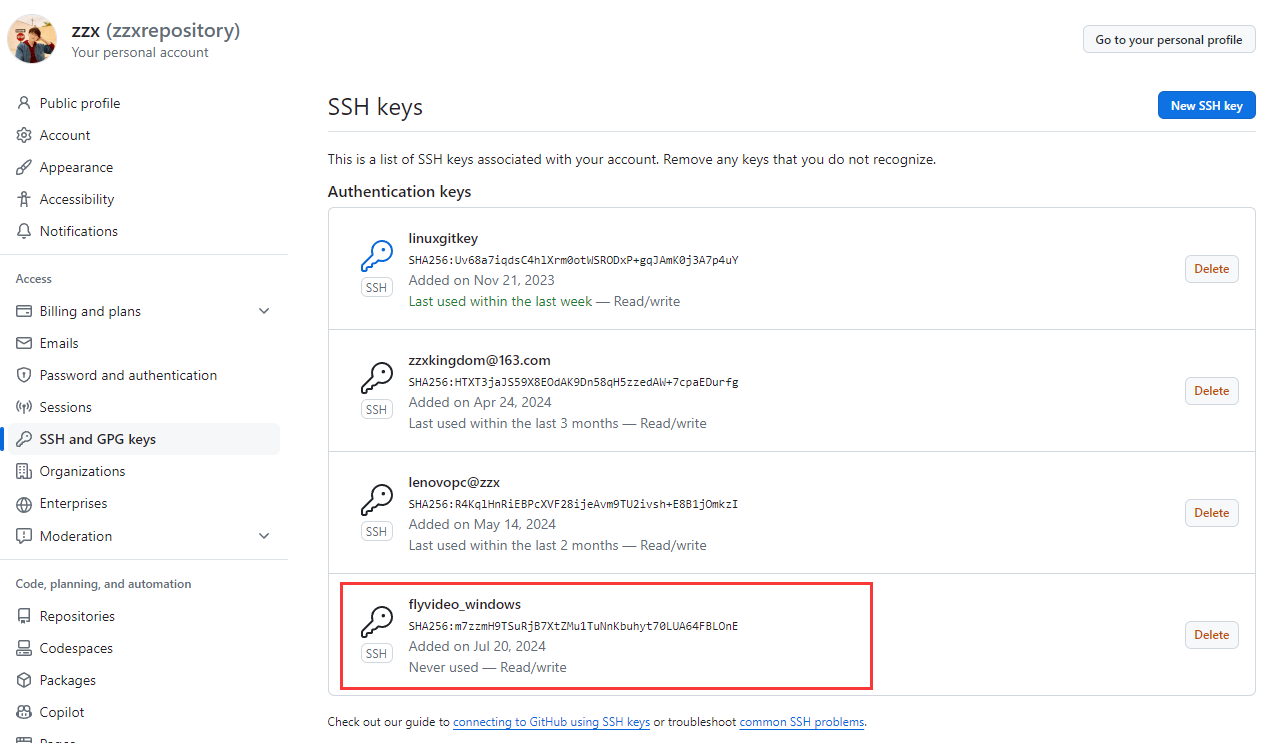 zzx (zzxrepository)
Your personal account
Go to your personal profile
Public profile
Account
Appearance
Accessibility
Notifications
Access
Billing and plans
Emails
Password and authentication
Sessions
SSH and GPG keys
Organizations
Enterprises
Moderation
Code, planning, and automation
Repositories
Codespaces
Packages
Copilot
SSH keys
New SSH key
This is a list of SSH keys associated with your account. Remove any keys that you do not recognize.
Authentication keys
linuxgitkey
SHA256:Uv68a7iqdsC4hlXrm0otWSRODxP+gqJAmK0j3A7p4uY
SSH
Added on Nov 21, 2023
Last used within the last week — Read/write
Delete
zzxkingdom@163.com
SHA256:HTXT3jaJS59X8EOdAK9Dn58qH5zzedAW+7cpaEDurfg
SSH
Added on Apr 24, 2024
Last used within the last 3 months — Read/write
Delete
lenovopc@zzx
SHA256:R4KqlHnRiEBPcXVF28ijeAvm9TU2ivsh+E8B1jOmkzI
SSH
Added on May 14, 2024
Last used within the last 2 months — Read/write
Delete
flyvideo_windows
SHA256:m7zzmH9TSuRjB7XtZMu1TuNnKbuhyt70LUA64FBLOnE
SSH
Added on Jul 20, 2024
Never used — Read/write
Delete
Check out our guide to connecting to GitHub using SSH keys or troubleshoot common SSH problems.